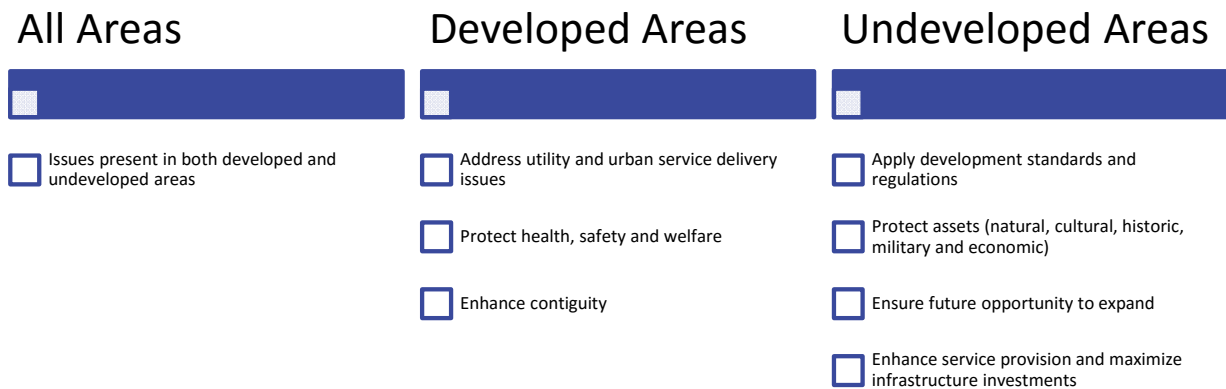 All Areas
Issues present in both developed and
undeveloped areas
Developed Areas
Address utility and urban service delivery
issues
Protect health, safety and welfare
Enhance contiguity
Undeveloped Areas
Apply development standards and
regulations
Protect assets (natural, cultural, historic,
military and economic)
Ensure future opportunity to expand
Enhance service provision and maximize
infrastructure investments